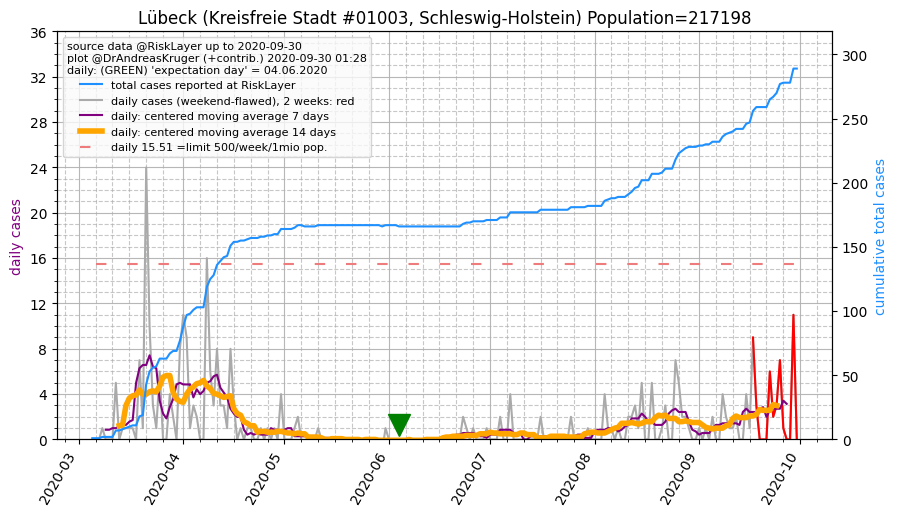 Lübeck (Kreisfreie Stadt #01003, Schleswig-Holstein) Population=217198
source data @RiskLayer up to 2020-09-30
plot @DrAndreasKruger (+contrib.) 2020-09-30 01:28
daily: (GREEN) 'expectation day' = 04.06.2020
total cases reported at RiskLayer
daily cases (weekend-flawed), 2 weeks: red
daily: centered moving average 7 days
daily: centered moving average 14 days
daily 15.51 =limit 500/week/1mio pop.
daily cases
36
32
28
24
20
16
12
8
4
0
cumulative total cases
300
250
200
150
100
50
0
2020-03
2020-04
2020-05
2020-06
2020-07
2020-08
2020-09
2020-10